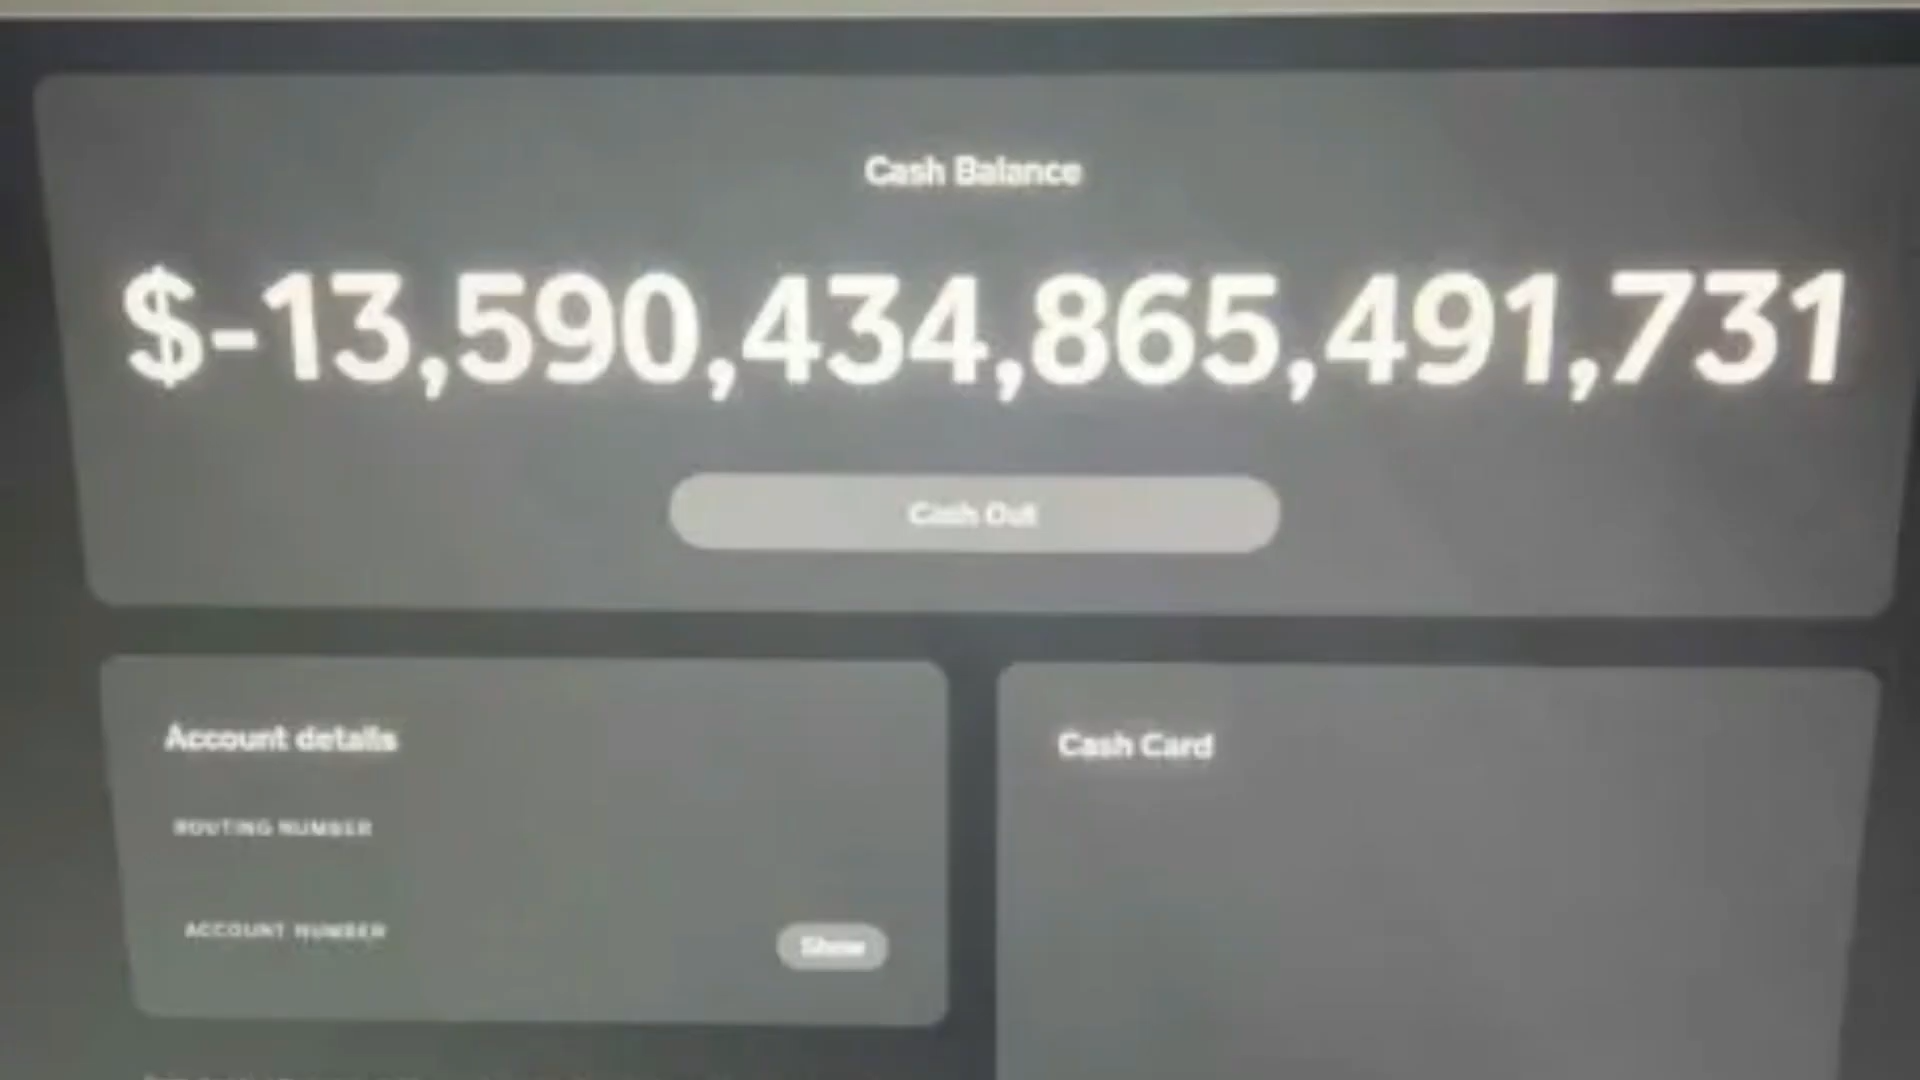 Cash Balance
$-13,590,434,865,491,731
Cash Out
Account details
Cash Card
ROUTING NUMBER
ACCOUNT NUMBER
Show